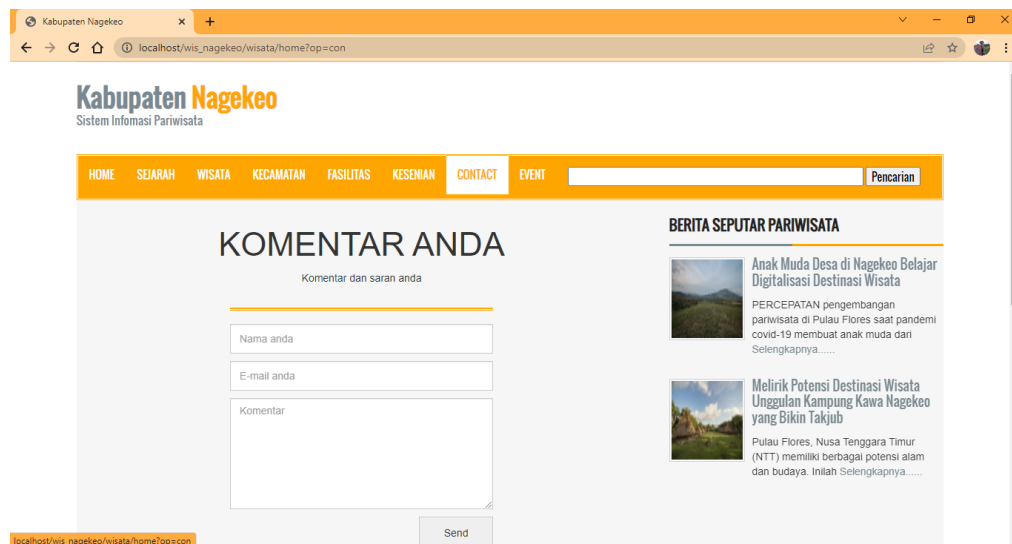 Kabupaten Nagekeo
localhost/wis_nagekeo/wisata/home?op=con
Kabupaten Nagekeo
Sistem Infomasi Pariwisata
HOME SEJARAH WISATA KECAMATAN FASILITAS KESENIAN CONTACT EVENT Pencarian
KOMENTAR ANDA
Komentar dan saran anda
Nama anda
E-mail anda
Komentar
Send
BERITA SEPUTAR PARIWISATA
Anak Muda Desa di Nagekeo Belajar
Digitalisasi Destinasi Wisata
PERCEPATAN pengembangan
pariwisata di Pulau Flores saat pandemi
covid-19 membuat anak muda dari
Selengkapnya......
Melirik Potensi Destinasi Wisata
Unggulan Kampung Kawa Nagekeo
yang Bikin Takjub
Pulau Flores, Nusa Tenggara Timur
(NTT) memiliki berbagai potensi alam
dan budaya. Inilah Selengkapnya......
localhost/wis_nagekeo/wisata/home?op=con